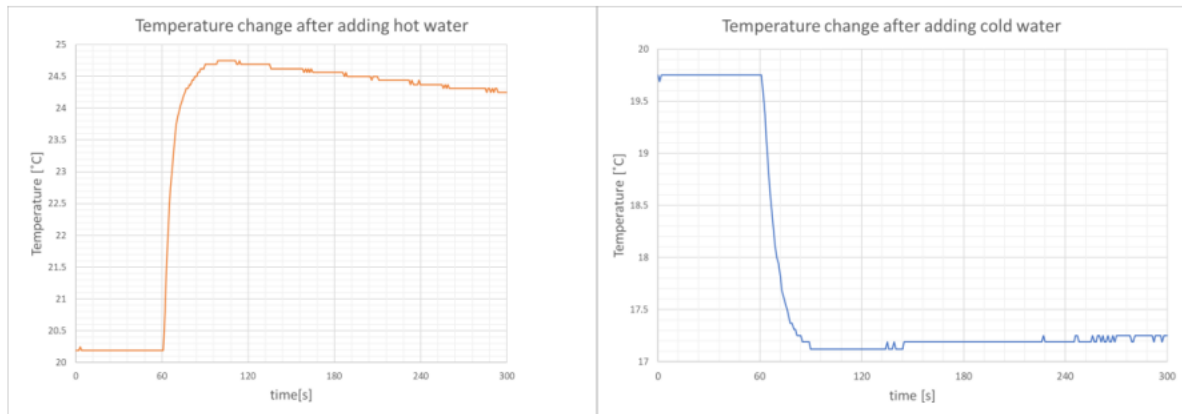 Temperature change after adding hot water
25
24.5
24
23.5
23
22.5
22
21.5
21
20.5
20
0 60 120 180 240 300
Temperature [˚C]
time[s]
Temperature change after adding cold water
20
19.5
19
18.5
18
17.5
17
0 60 120 180 240 300
Temperature [˚C]
time [s]